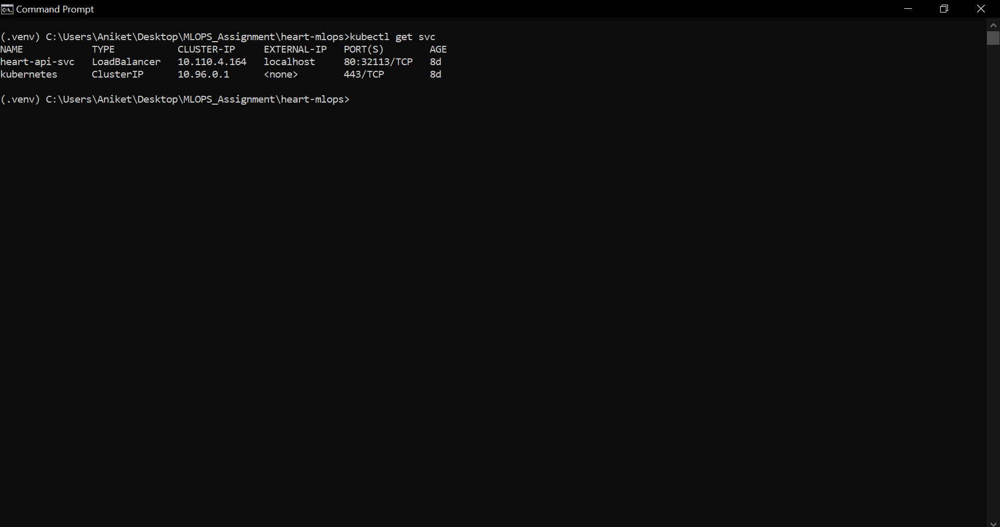 Command Prompt
(.venv) C:\Users\Aniket\Desktop\MLOPS_Assignment\heart-mlops>kubectl get svc
NAME            TYPE           CLUSTER-IP     EXTERNAL-IP   PORT(S)        AGE
heart-api-svc   LoadBalancer   10.110.4.164   localhost     80:32113/TCP   8d
kubernetes      ClusterIP      10.96.0.1      <none>        443/TCP        8d
(.venv) C:\Users\Aniket\Desktop\MLOPS_Assignment\heart-mlops>